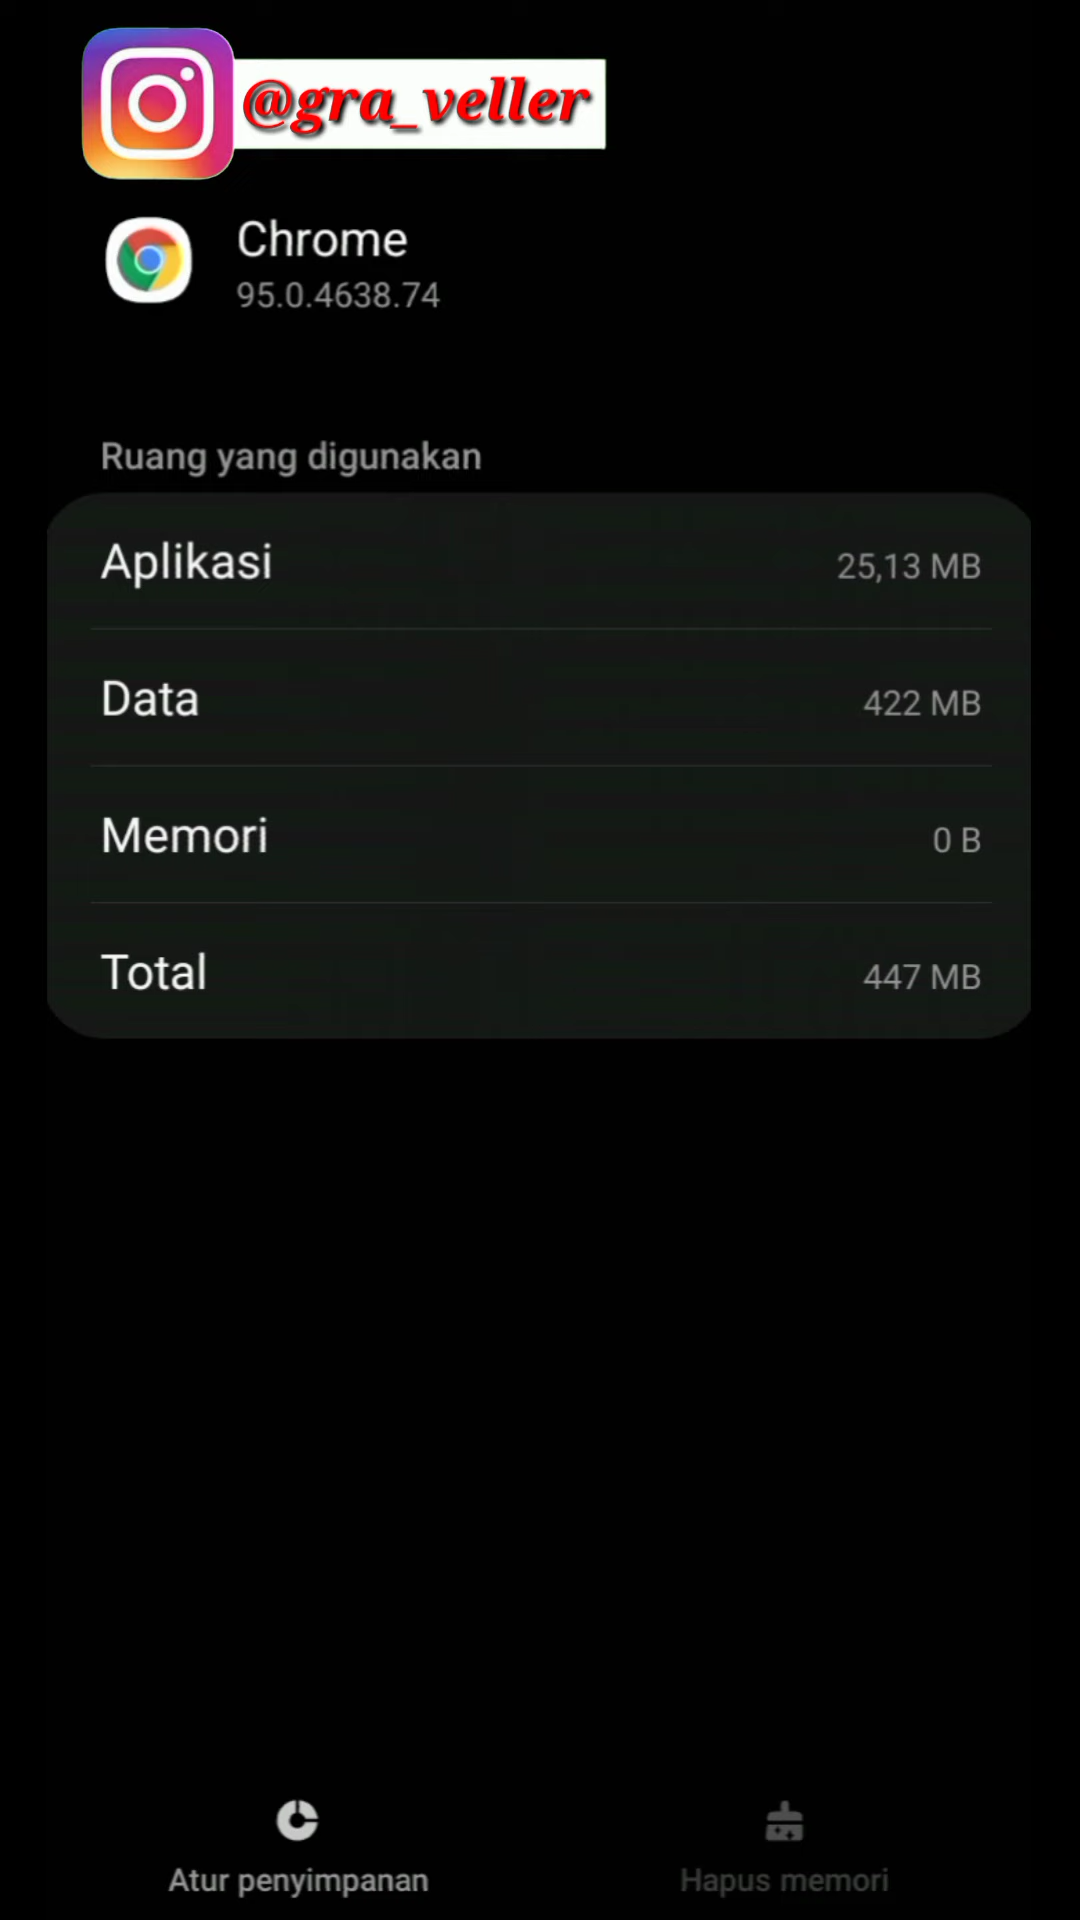 @gra_veller
Chrome
95.0.4638.74
Ruang yang digunakan
Aplikasi 25,13 MB
Data 422 MB
Memori 0 B
Total 447 MB
Atur penyimpanan Hapus memori